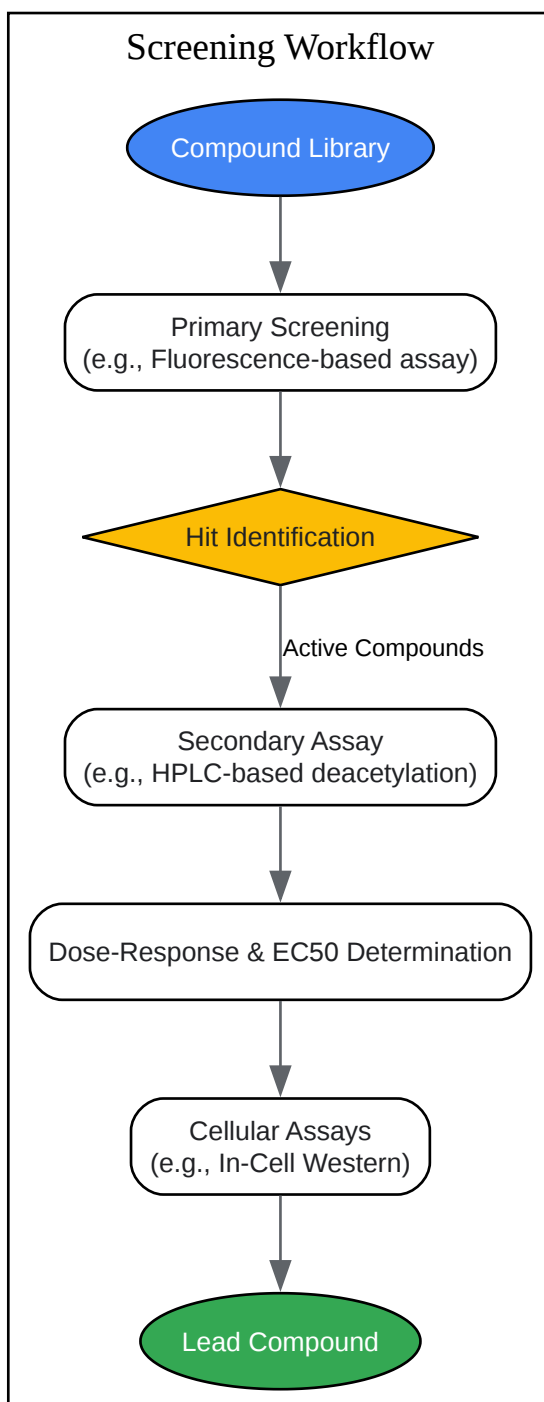 Screening Workflow
Compound Library
Primary Screening
(e.g., Fluorescence-based assay)
Hit Identification
Active Compounds
Secondary Assay
(e.g., HPLC-based deacetylation)
Dose-Response & EC50 Determination
Cellular Assays
(e.g., In-Cell Western)
Lead Compound